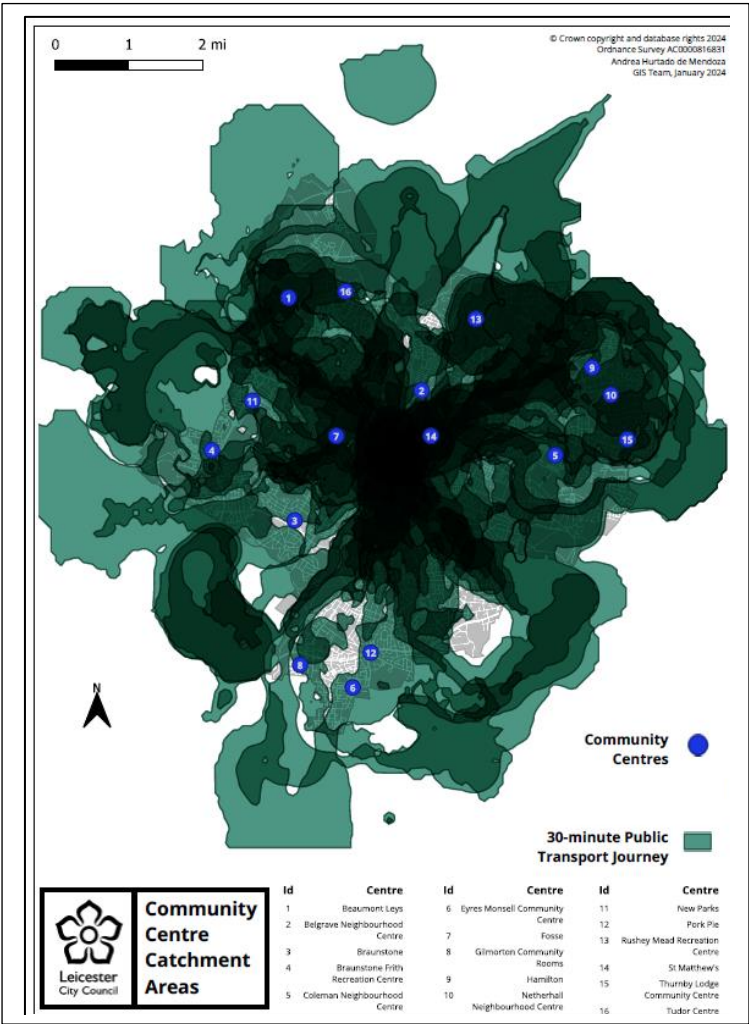 0 1 2 mi
© Crown copyright and database rights 2024
Ordnance Survey AC0000816831
Andrea Hurtado de Mendoza
GIS Team, January 2024
1
16
13
9
2
10
11
7
14
15
4
5
3
12
8
6
N
Community
Centres
30-minute Public
Transport Journey
Leicester
City Council
Community
Centre
Catchment
Areas
Id Centre
1 Beaumont Leys
2 Belgrave Neighbourhood
Centre
3 Braunstone
4 Braunstone Frith
Recreation Centre
5 Coleman Neighbourhood
Centre
Id Centre
6 Eyres Monsell Community
Centre
7 Fosse
8 Gilmorton Community
Rooms
9 Hamilton
10 Netherhall
Neighbourhood Centre
Id Centre
11 New Parks
12 Pork Pie
13 Rushey Mead Recreation
Centre
14 St Matthew's
15 Thurnby Lodge
Community Centre
16 Tudor Centre